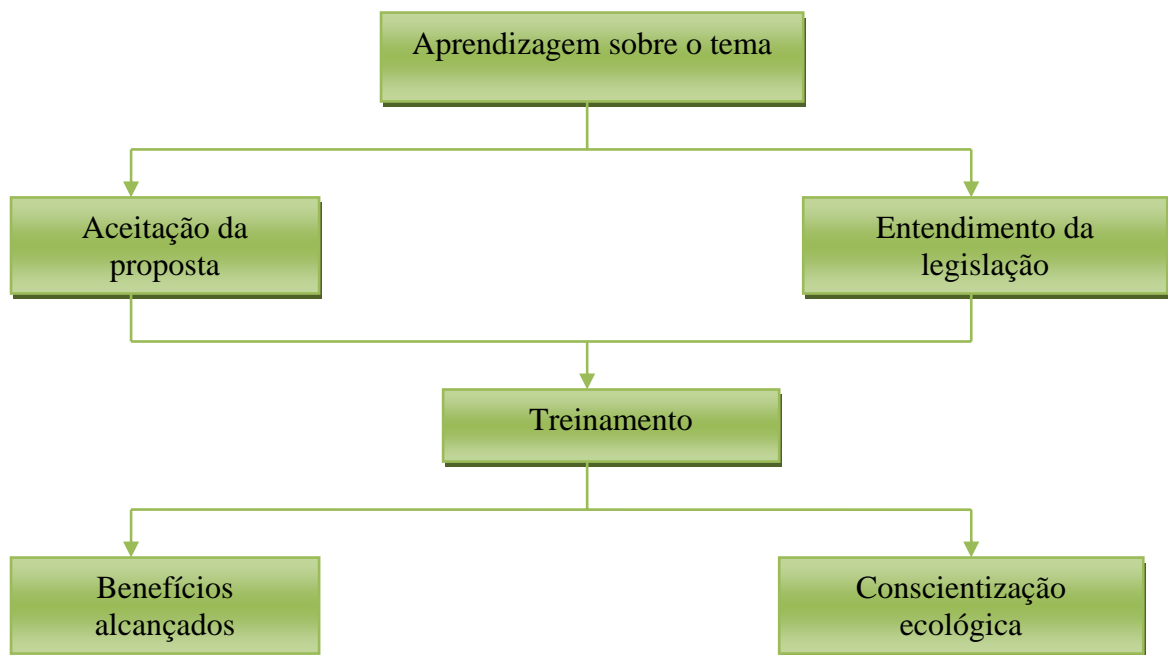 Aprendizagem sobre o tema
Aceitação da
proposta
Entendimento da
legislação
Treinamento
Benefícios
alcançados
Conscientização
ecológica